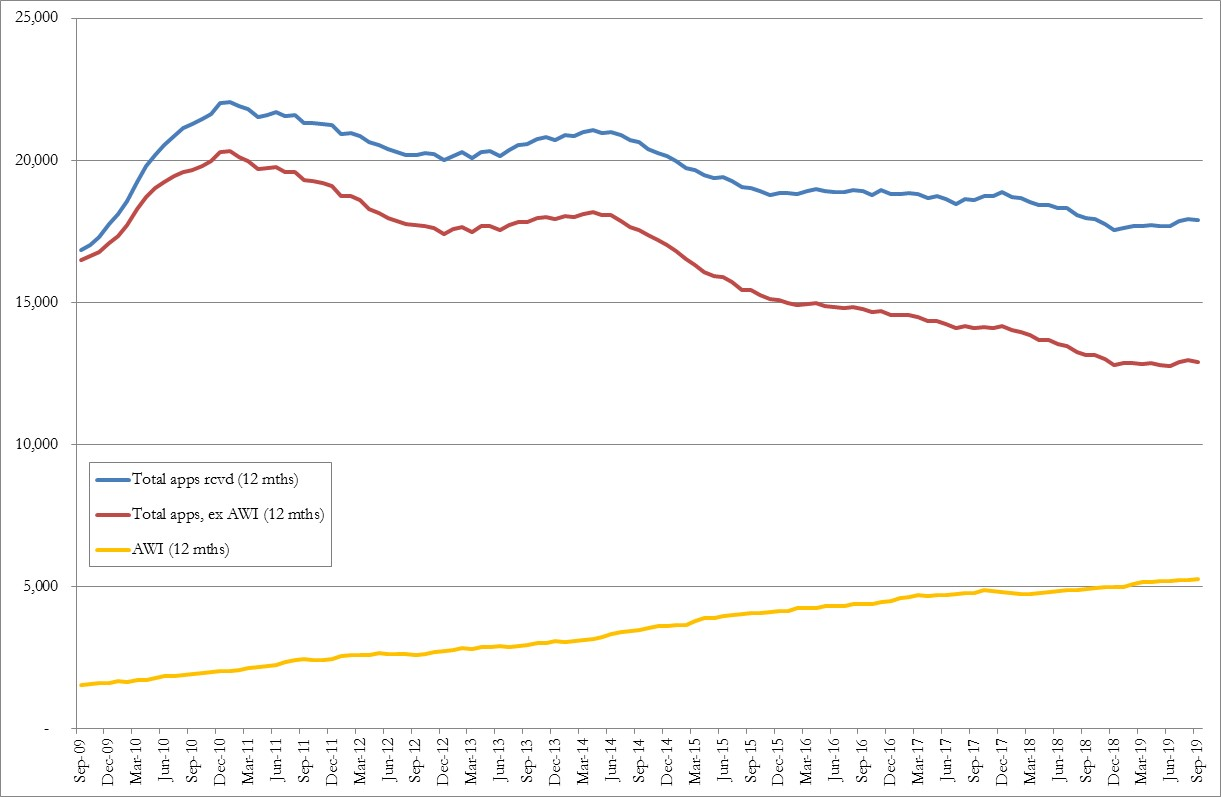 25,000
20,000
15,000
10,000
5,000
-
Total apps rcvd (12 mths)
Total apps, ex AWI (12 mths)
AWI (12 mths)
Sep-09
Dec-09
Mar-10
Jun-10
Sep-10
Dec-10
Mar-11
Jun-11
Sep-11
Dec-11
Mar-12
Jun-12
Sep-12
Dec-12
Mar-13
Jun-13
Sep-13
Dec-13
Mar-14
Jun-14
Sep-14
Dec-14
Mar-15
Jun-15
Sep-15
Dec-15
Mar-16
Jun-16
Sep-16
Dec-16
Mar-17
Jun-17
Sep-17
Dec-17
Mar-18
Jun-18
Sep-18
Dec-18
Mar-19
Jun-19
Sep-19